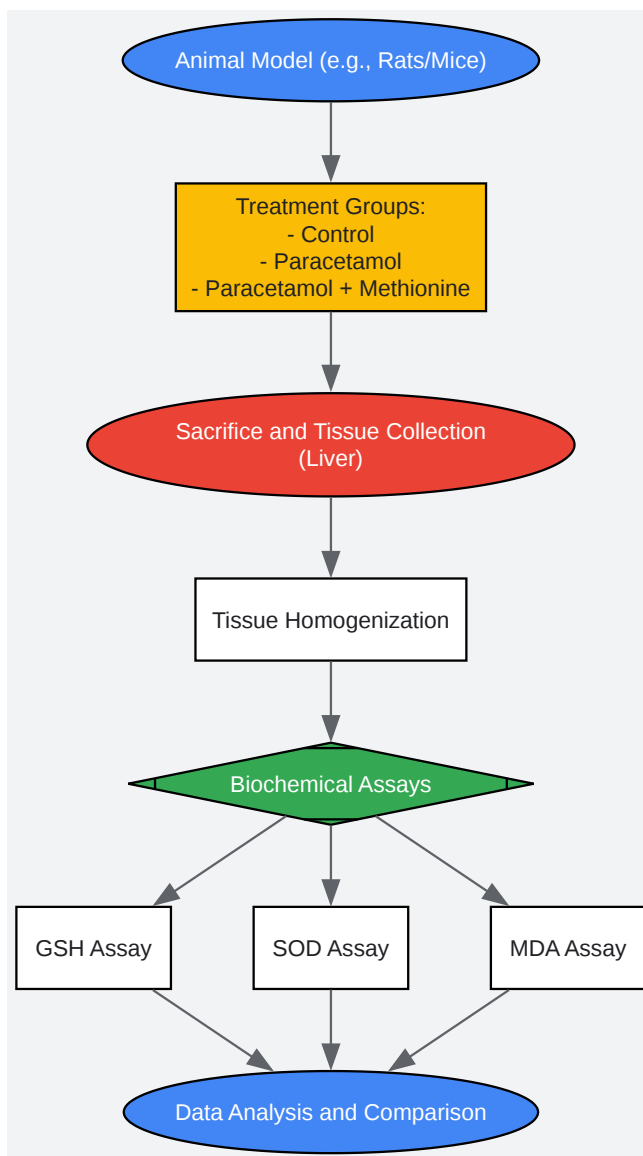 Animal Model (e.g., Rats/Mice)
Treatment Groups:
- Control
- Paracetamol
- Paracetamol + Methionine
Sacrifice and Tissue Collection
(Liver)
Tissue Homogenization
Biochemical Assays
GSH Assay
SOD Assay
MDA Assay
Data Analysis and Comparison